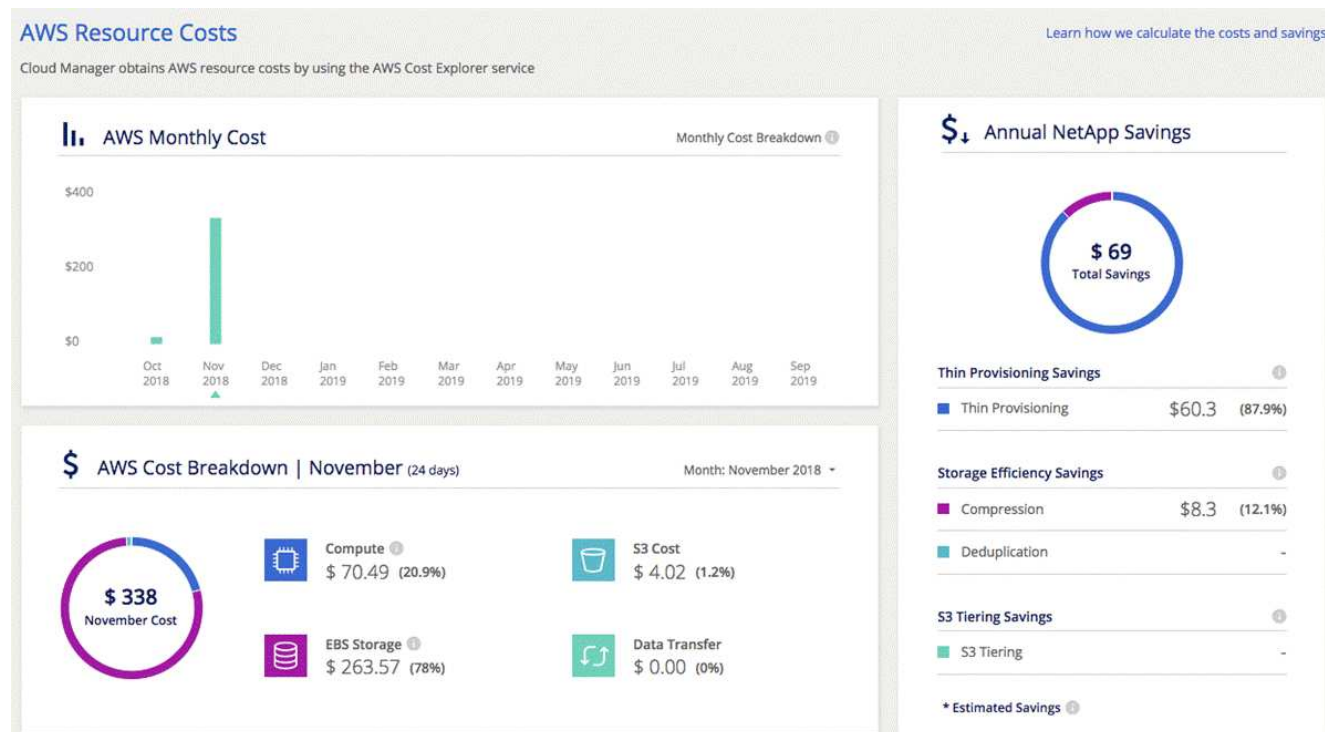 AWS Resource Costs
Learn how we calculate the costs and savings
Cloud Manager obtains AWS resource costs by using the AWS Cost Explorer service
AWS Monthly Cost
Monthly Cost Breakdown
$400
$200
$0
Oct 2018
Nov 2018
Dec 2018
Jan 2019
Feb 2019
Mar 2019
Apr 2019
May 2019
Jun 2019
Jul 2019
Aug 2019
Sep 2019
AWS Cost Breakdown | November (24 days)
Month: November 2018
$ 338
November Cost
Compute
$ 70.49 (20.9%)
S3 Cost
$ 4.02 (1.2%)
EBS Storage
$ 263.57 (78%)
Data Transfer
$ 0.00 (0%)
Annual NetApp Savings
$ 69
Total Savings
Thin Provisioning Savings
Thin Provisioning $60.3 (87.9%)
Storage Efficiency Savings
Compression $8.3 (12.1%)
Deduplication -
S3 Tiering Savings
S3 Tiering -
* Estimated Savings